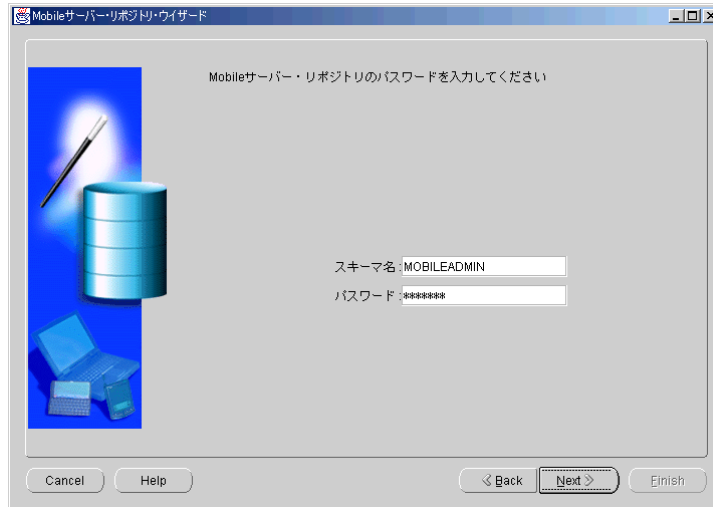 Mobileサーバー・リポジトリ・ウイザード
Mobileサーバー・リポジトリのパスワードを入力してください
スキーマ名: MOBILEADMIN
パスワード: *******
Cancel Help Back Next Finish